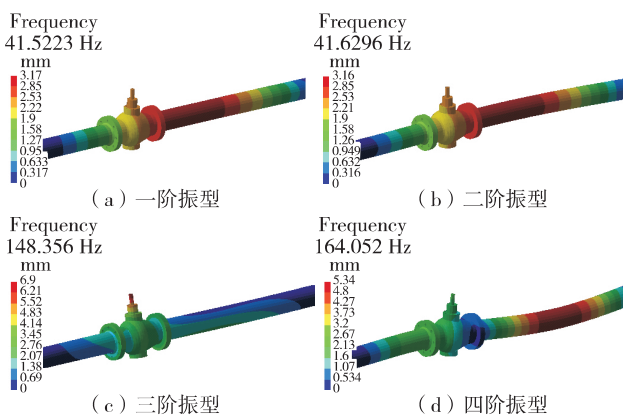 Frequency
41.5223 Hz
mm
3.17
2.85
2.53
2.22
1.9
1.58
1.27
0.95
0.633
0.317
0
(a)一阶振型
Frequency
41.6296 Hz
mm
3.16
2.85
2.53
2.21
1.9
1.58
1.26
0.949
0.632
0.316
0
(b)二阶振型
Frequency
148.356 Hz
mm
6.9
6.21
5.52
4.83
4.14
3.45
2.76
2.07
1.38
0.69
0
(c)三阶振型
Frequency
164.052 Hz
mm
5.34
4.8
4.27
3.73
3.2
2.67
2.13
1.6
1.07
0.534
0
(d)四阶振型